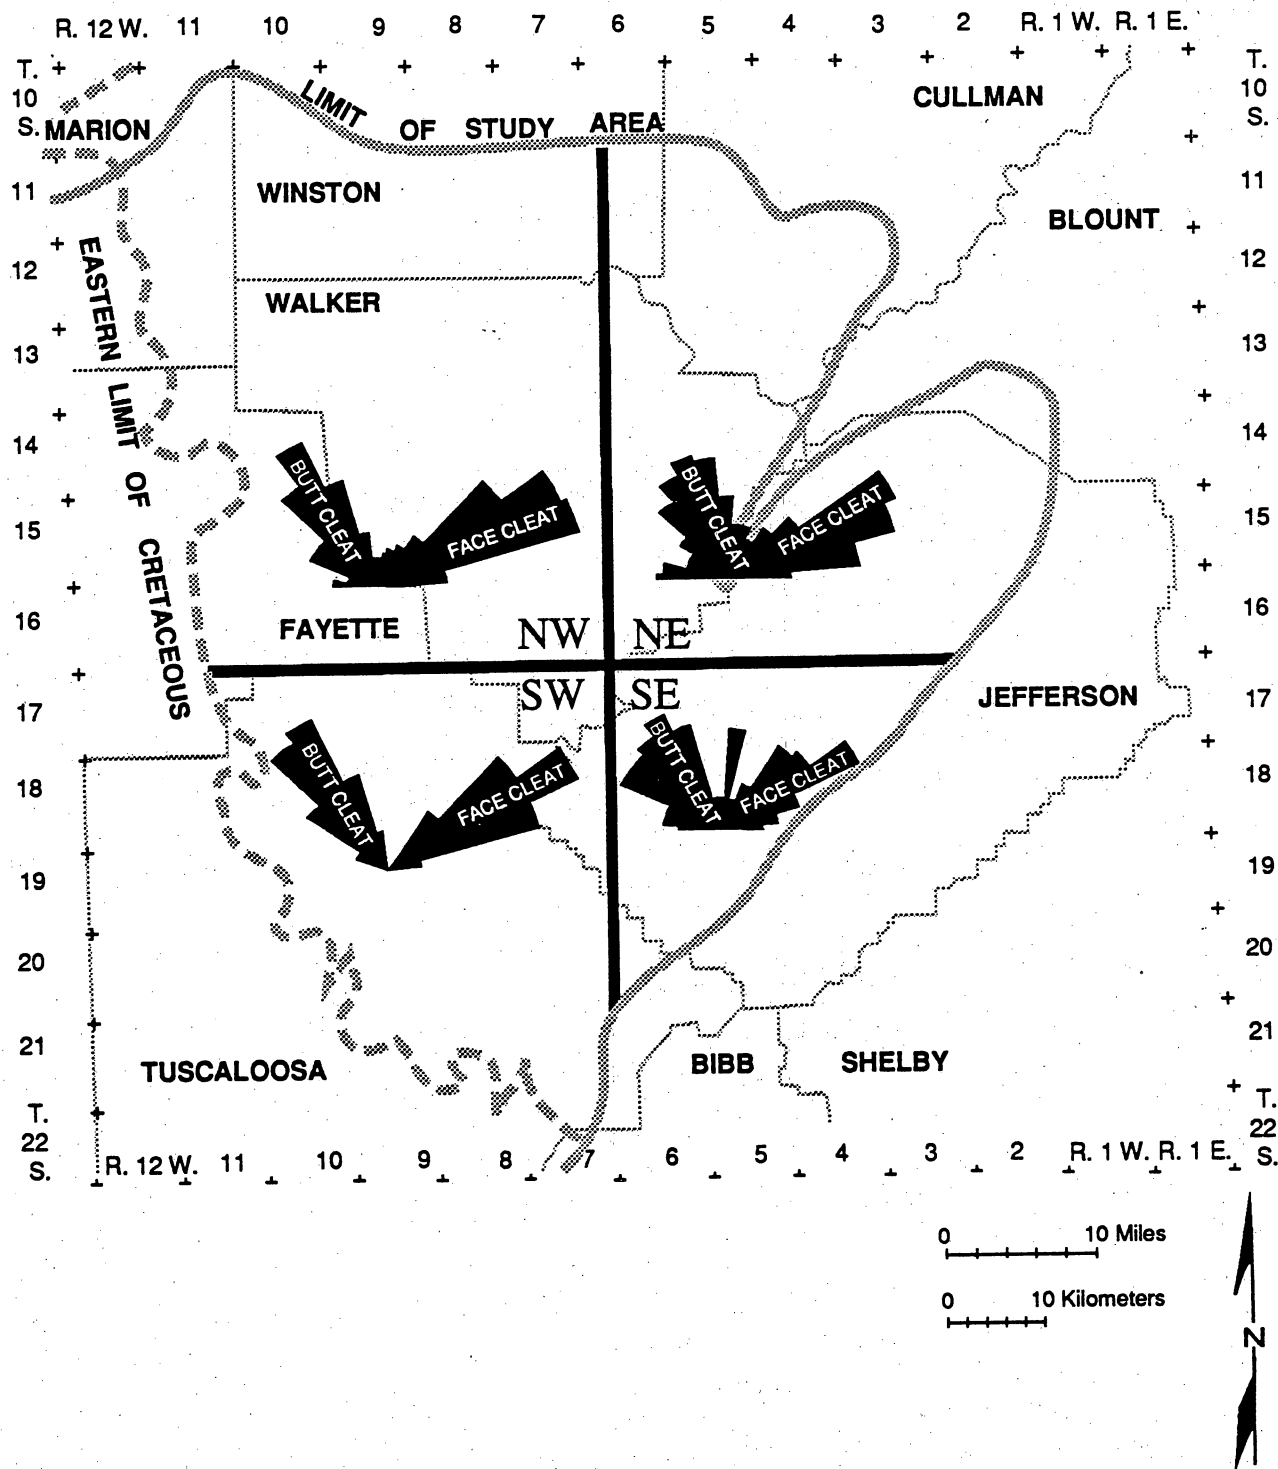 R. 12 W. 11 10 9 8 7 6 5 4 3 2 R. 1 W. R. 1 E.
T. T.
10 10
S. S.
LIMIT OF STUDY AREA
CULLMAN
MARION
11 11
WINSTON
BLOUNT
12 12
WALKER
13 13
EASTERN LIMIT OF CRETACEOUS
14 14
BUTT CLEAT FACE CLEAT BUTT CLEAT FACE CLEAT
15 15
16 16
FAYETTE NW NE
SW SE
JEFFERSON
17 17
BUTT CLEAT FACE CLEAT BUTT CLEAT FACE CLEAT
18 18
19 19
20 20
21 21
TUSCALOOSA BIBB SHELBY
T. T.
22 22
S. S.
R. 12 W. 11 10 9 8 7 6 5 4 3 2 R. 1 W. R. 1 E.
0 10 Miles
0 10 Kilometers
N